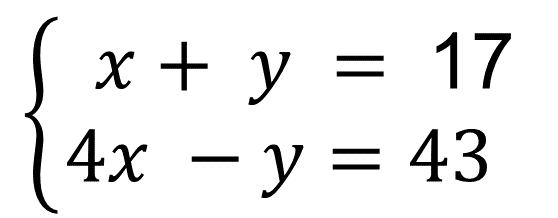 x + y = 17
4x − y = 43